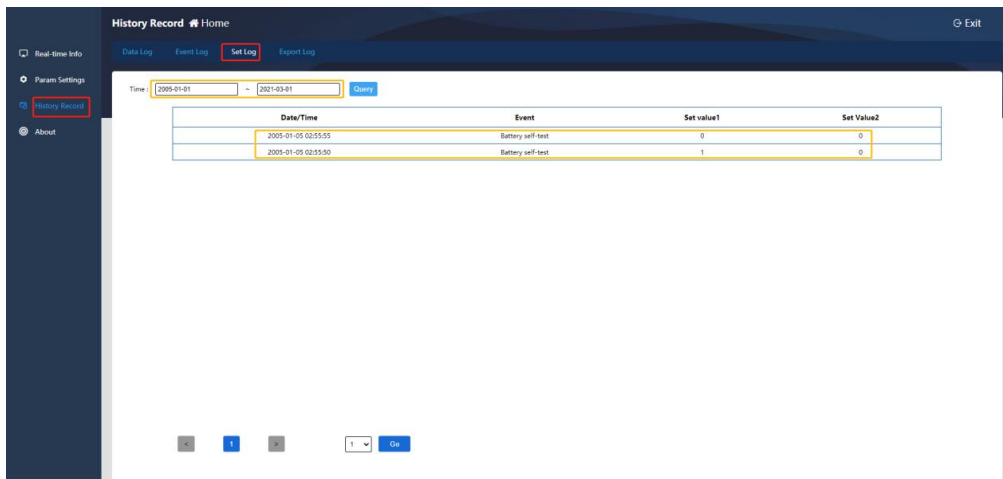 History Record Home
Exit
Real-time Info
Param Settings
History Record
About
Data Log Event Log Set Log Export Log
Time : 2005-01-01 ~ 2021-03-01 Query
Date/Time Event Set value1 Set Value2
2005-01-05 02:55:55 Battery self-test 0 0
2005-01-05 02:55:50 Battery self-test 1 0
< 1 > 1 Go